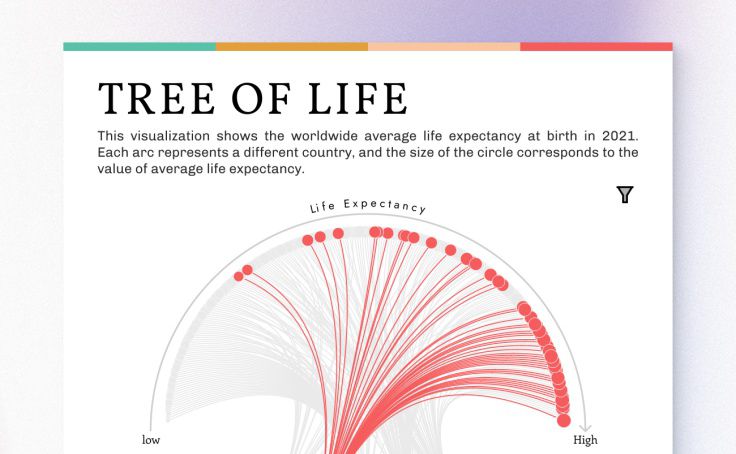 TREE OF LIFE
This visualization shows the worldwide average life expectancy at birth in 2021.
Each arc represents a different country, and the size of the circle corresponds to the
value of average life expectancy.
Life Expectancy
low
High